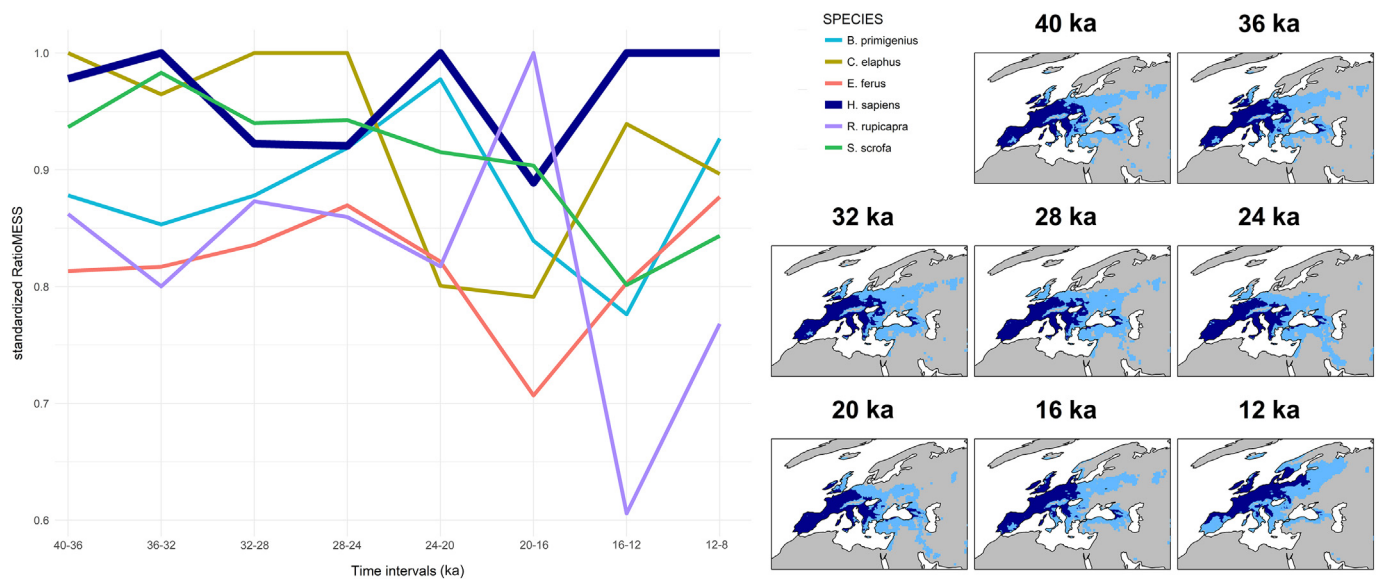 standardized RatioMESS
1.0
0.9
0.8
0.7
0.6
40-36
36-32
32-28
28-24
24-20
20-16
16-12
12-8
Time intervals (ka)
SPECIES
B. primigenius
C. elaphus
E. ferus
H. sapiens
R. rupicapra
S. scrofa
40 ka
36 ka
32 ka
28 ka
24 ka
20 ka
16 ka
12 ka